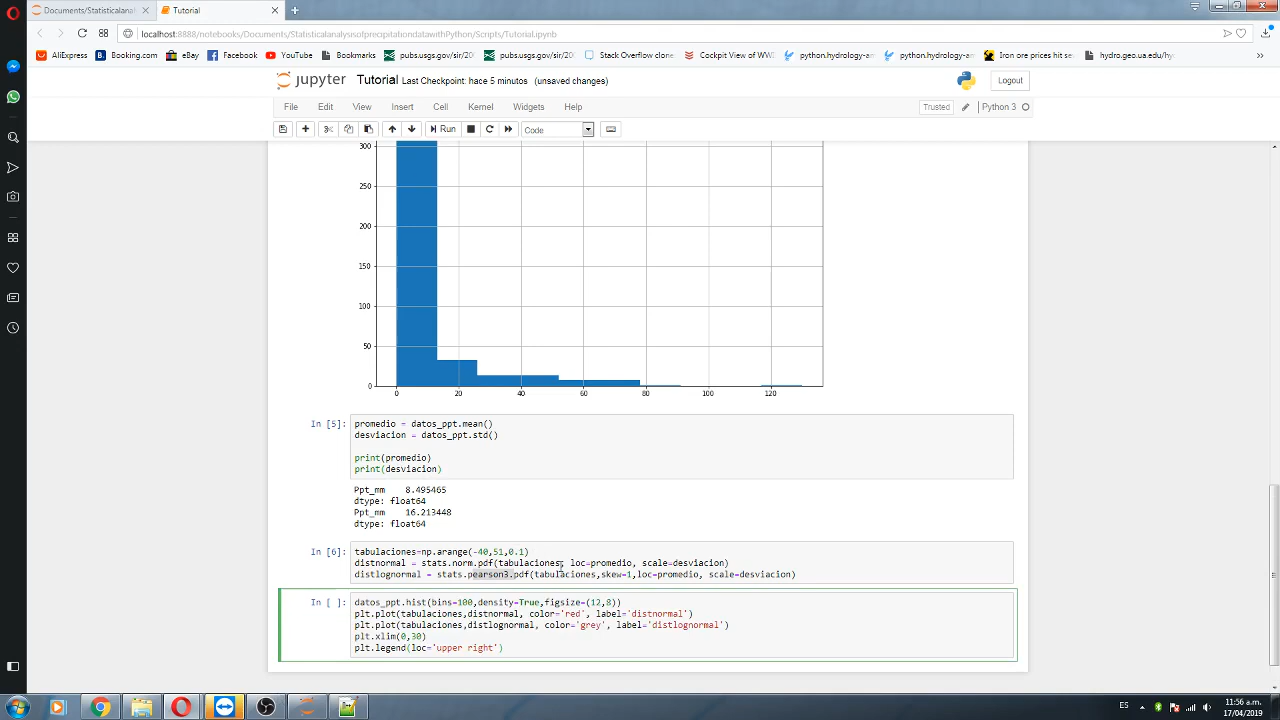 Documents/Statisticalanal
Tutorial
localhost:8888/notebooks/Documents/StatisticalanalysisofprecipitationdatawithPython/Scripts/Tutorial.ipynb
AliExpress
Booking.com
eBay
Facebook
YouTube
Bookmarks
pubs.usgs.gov/sir/20
pubs.usgs.gov/sir/20
Stack Overflow clone
kelvin result of WW
python-hydrology-a
python-hydrology-a
Iron ore prices hit se
hydro.geo.ua.edu/hy
jupyter Tutorial Last Checkpoint: hace 5 minutos (unsaved changes)
Logout
File Edit View Insert Cell Kernel Widgets Help
Trusted
Python 3
Run
Code
300
250
200
150
100
50
0
0 20 40 60 80 100 120
In [5]: promedio = datos_ppt.mean()
desviacion = datos_ppt.std()
print(promedio)
print(desviacion)
Ppt_mm 8.495465
dtype: float64
Ppt_mm 16.213448
dtype: float64
In [6]: tabulaciones=np.arange(-40,51,0.1)
distnormal = stats.norm.pdf(tabulaciones, loc=promedio, scale=desviacion)
distlognormal = stats.pearson3.pdf(tabulaciones,skew=1,loc=promedio, scale=desviacion)
In [ ]: datos_ppt.hist(bins=100,density=True,figsize=(12,8))
plt.plot(tabulaciones,distnormal, color='red', label='distnormal')
plt.plot(tabulaciones,distlognormal, color='grey', label='distlognormal')
plt.xlim(0,30)
plt.legend(loc='upper right')
ES
11:56 a.m.
17/04/2019